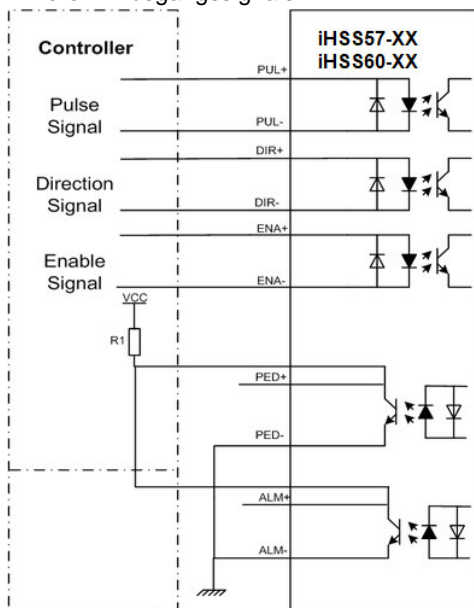 Controller
iHSS57-XX
iHSS60-XX
PUL+
Pulse
Signal
PUL-
DIR+
Direction
Signal
DIR-
ENA+
Enable
Signal
ENA-
VCC
R1
PED+
PED-
ALM+
ALM-